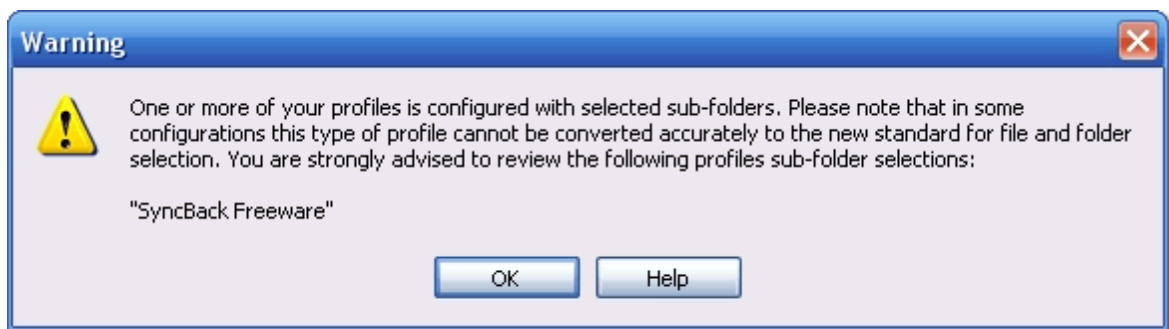 Warning
One or more of your profiles is configured with selected sub-folders. Please note that in some
configurations this type of profile cannot be converted accurately to the new standard for file and folder
selection. You are strongly advised to review the following profiles sub-folder selections:
"SyncBack Freeware"
OK
Help